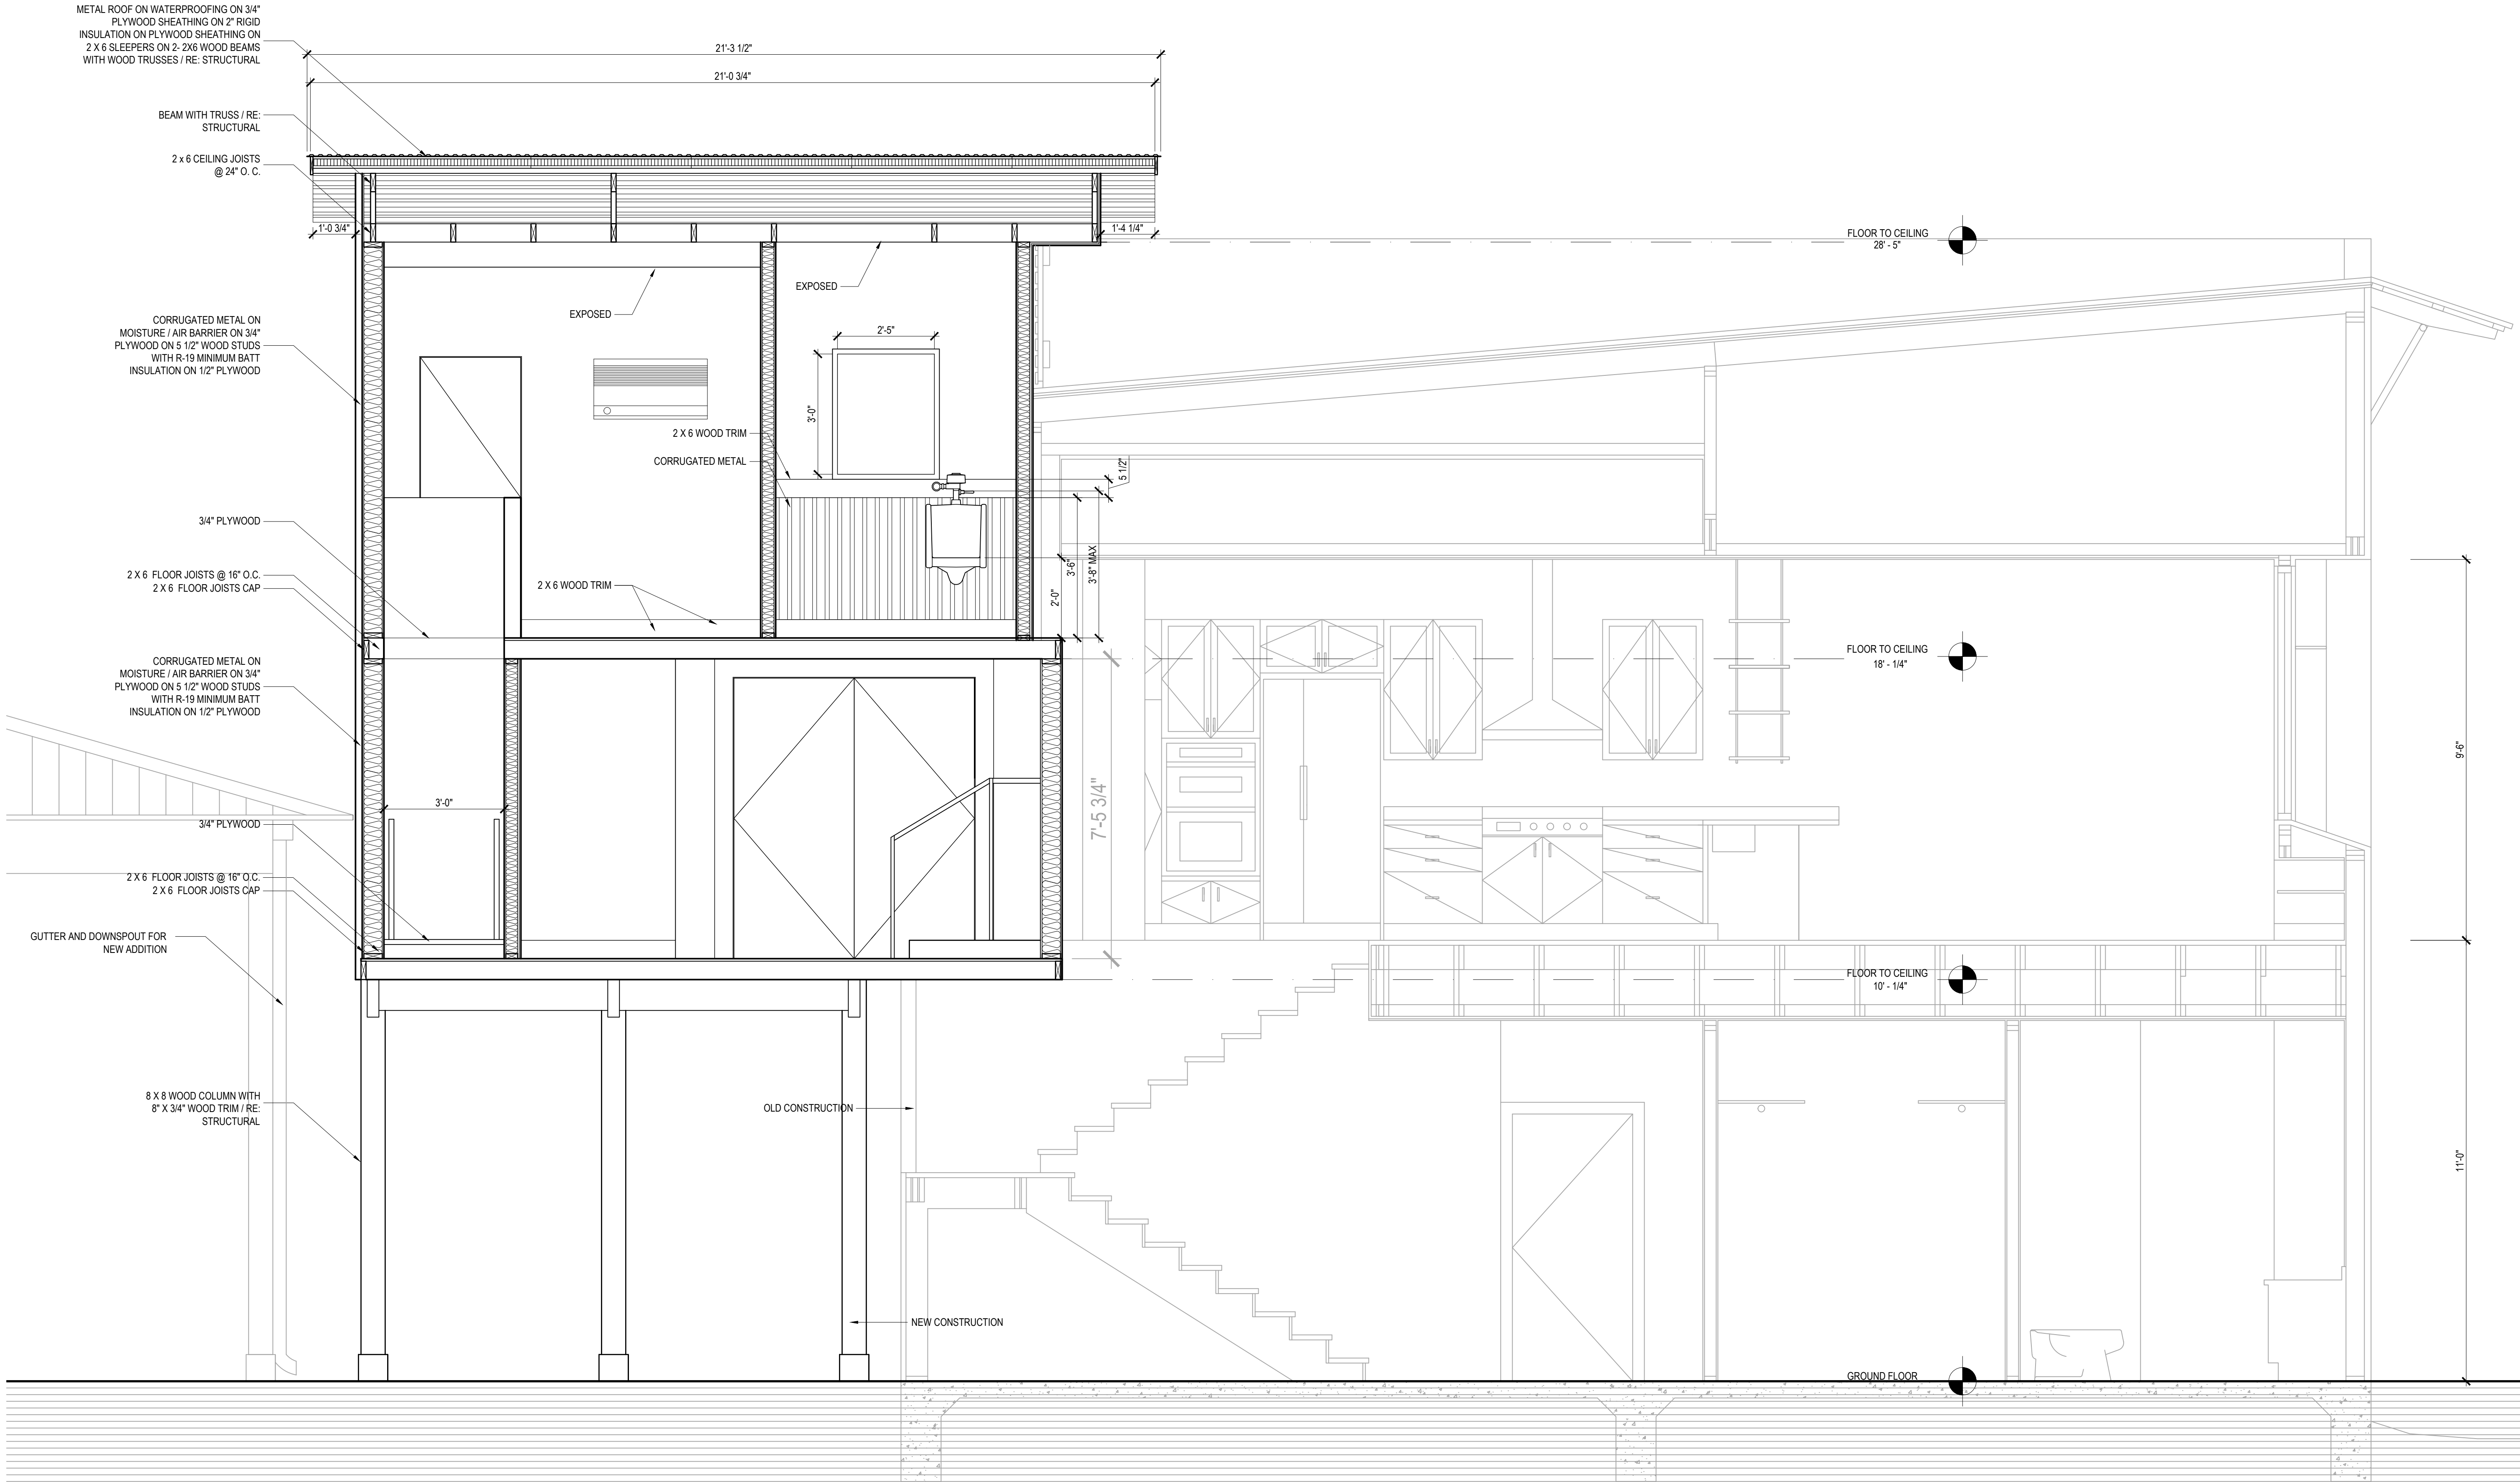 METAL ROOF ON WATERPROOFING ON 3/4"
PLYWOOD SHEATHING ON 2" RIGID
INSULATION ON PLYWOOD SHEATHING ON
2 X 6 SLEEPERS ON 2- 2X6 WOOD BEAMS
WITH WOOD TRUSSES / RE: STRUCTURAL
21'-3 1/2"
21'-0 3/4"
BEAM WITH TRUSS / RE:
STRUCTURAL
2 x 6 CEILING JOISTS
@ 24" O. C.
1'-0 3/4"
1'-4 1/4"
FLOOR TO CEILING
28' - 5"
EXPOSED
EXPOSED
CORRUGATED METAL ON
MOISTURE / AIR BARRIER ON 3/4"
PLYWOOD ON 5 1/2" WOOD STUDS
WITH R-19 MINIMUM BATT
INSULATION ON 1/2" PLYWOOD
2'-5"
3'-0"
2 X 6 WOOD TRIM
CORRUGATED METAL
5 1/2"
3/4" PLYWOOD
2 X 6 FLOOR JOISTS @ 16" O.C.
2 X 6 FLOOR JOISTS CAP
2 X 6 WOOD TRIM
2'-0"
3'-6"
3'-8" MAX
FLOOR TO CEILING
18' - 1/4"
CORRUGATED METAL ON
MOISTURE / AIR BARRIER ON 3/4"
PLYWOOD ON 5 1/2" WOOD STUDS
WITH R-19 MINIMUM BATT
INSULATION ON 1/2" PLYWOOD
9'-6"
3'-0"
7'-5 3/4"
3/4" PLYWOOD
2 X 6 FLOOR JOISTS @ 16" O.C.
2 X 6 FLOOR JOISTS CAP
GUTTER AND DOWNSPOUT FOR
NEW ADDITION
FLOOR TO CEILING
10' - 1/4"
8 X 8 WOOD COLUMN WITH
8" X 3/4" WOOD TRIM / RE:
STRUCTURAL
OLD CONSTRUCTION
11'-0"
NEW CONSTRUCTION
GROUND FLOOR